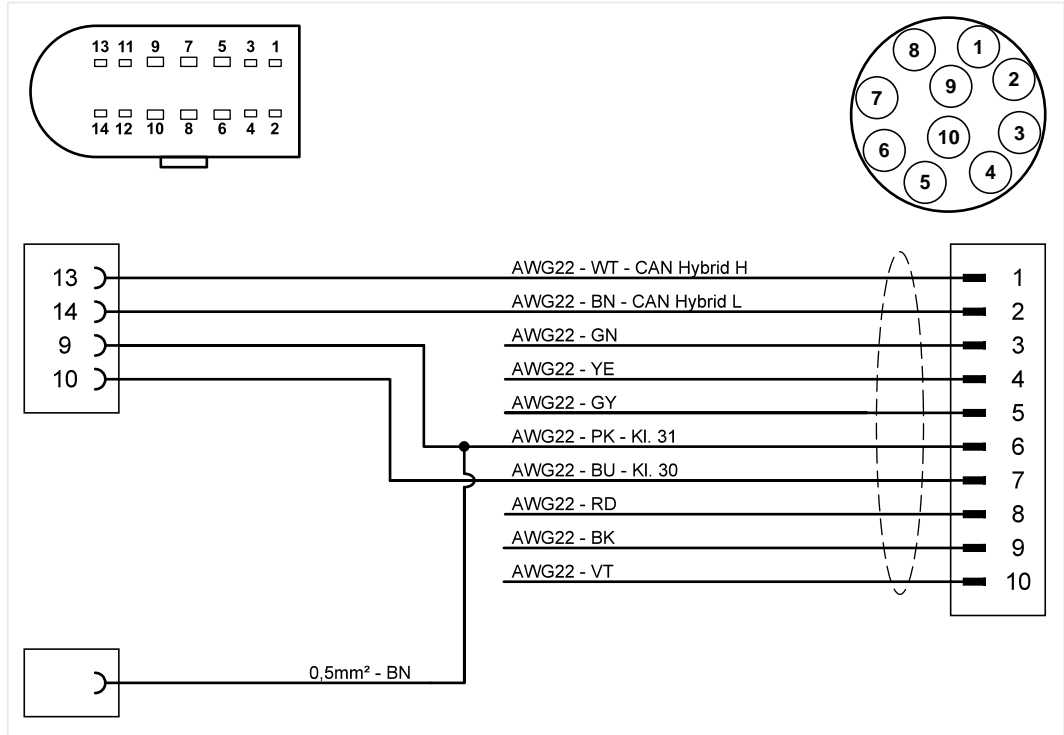 13 11 9 7 5 3 1
14 12 10 8 6 4 2
8 1
9 2
7
10 3
6
5 4
13 AWG22 - WT - CAN Hybrid H 1
14 AWG22 - BN - CAN Hybrid L 2
9 AWG22 - GN 3
10 AWG22 - YE 4
AWG22 - GY 5
AWG22 - PK - Kl. 31 6
AWG22 - BU - Kl. 30 7
AWG22 - RD 8
AWG22 - BK 9
AWG22 - VT 10
0,5mm² - BN